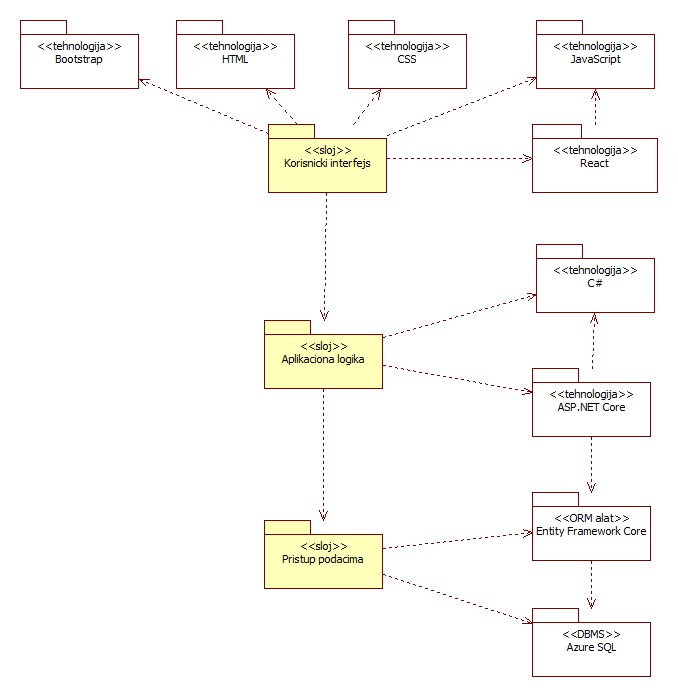 <<tehnologija>>
Bootstrap
<<tehnologija>>
HTML
<<tehnologija>>
CSS
<<tehnologija>>
JavaScript
<<sloj>>
Korisnicki interfejs
<<tehnologija>>
React
<<tehnologija>>
C#
<<sloj>>
Aplikaciona logika
<<tehnologija>>
ASP.NET Core
<<ORM alat>>
Entity Framework Core
<<sloj>>
Pristup podacima
<<DBMS>>
Azure SQL